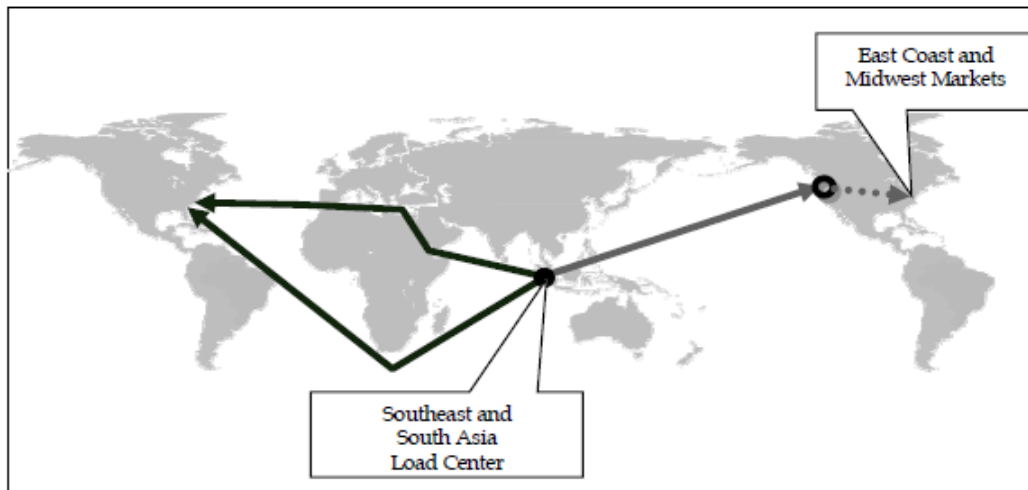 East Coast and
Midwest Markets
Southeast and
South Asia
Load Center